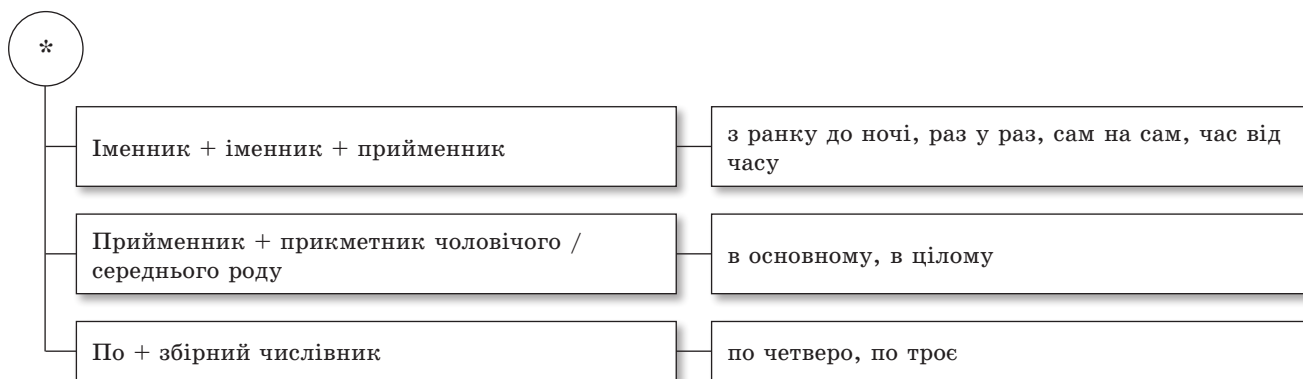 *
Іменник + іменник + прийменник
з ранку до ночі, раз у раз, сам на сам, час від
часу
Прийменник + прикметник чоловічого /
середнього роду
в основному, в цілому
По + збірний числівник
по четверо, по троє